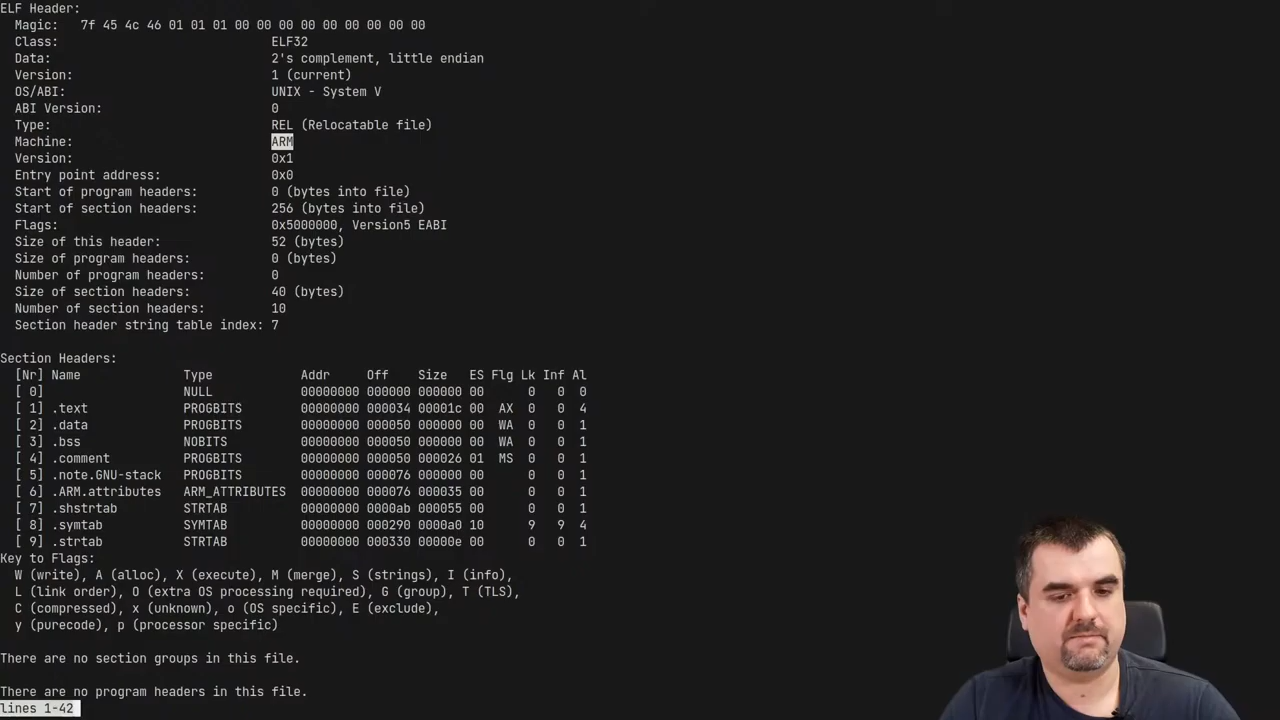 ELF Header:
  Magic:   7f 45 4c 46 01 01 01 00 00 00 00 00 00 00 00 00
  Class:                             ELF32
  Data:                              2's complement, little endian
  Version:                           1 (current)
  OS/ABI:                            UNIX - System V
  ABI Version:                       0
  Type:                              REL (Relocatable file)
  Machine:                           ARM
  Version:                           0x1
  Entry point address:               0x0
  Start of program headers:          0 (bytes into file)
  Start of section headers:          256 (bytes into file)
  Flags:                             0x5000000, Version5 EABI
  Size of this header:               52 (bytes)
  Size of program headers:           0 (bytes)
  Number of program headers:         0
  Size of section headers:           40 (bytes)
  Number of section headers:         10
  Section header string table index: 7

Section Headers:
  [Nr] Name              Type            Addr     Off    Size   ES Flg Lk Inf Al
  [ 0]                   NULL            00000000 000000 000000 00      0   0  0
  [ 1] .text             PROGBITS        00000000 000034 00001c 00  AX  0   0  4
  [ 2] .data             PROGBITS        00000000 000050 000000 00  WA  0   0  1
  [ 3] .bss              NOBITS          00000000 000050 000000 00  WA  0   0  1
  [ 4] .comment          PROGBITS        00000000 000050 000026 01  MS  0   0  1
  [ 5] .note.GNU-stack   PROGBITS        00000000 000076 000000 00      0   0  1
  [ 6] .ARM.attributes   ARM_ATTRIBUTES  00000000 000076 000035 00      0   0  1
  [ 7] .shstrtab         STRTAB          00000000 0000ab 000055 00      0   0  1
  [ 8] .symtab           SYMTAB          00000000 000290 0000a0 10      9   9  4
  [ 9] .strtab           STRTAB          00000000 000330 00000e 00      0   0  1
Key to Flags:
  W (write), A (alloc), X (execute), M (merge), S (strings), I (info),
  L (link order), O (extra OS processing required), G (group), T (TLS),
  C (compressed), x (unknown), o (OS specific), E (exclude),
  y (purecode), p (processor specific)

There are no section groups in this file.

There are no program headers in this file.
lines 1-42